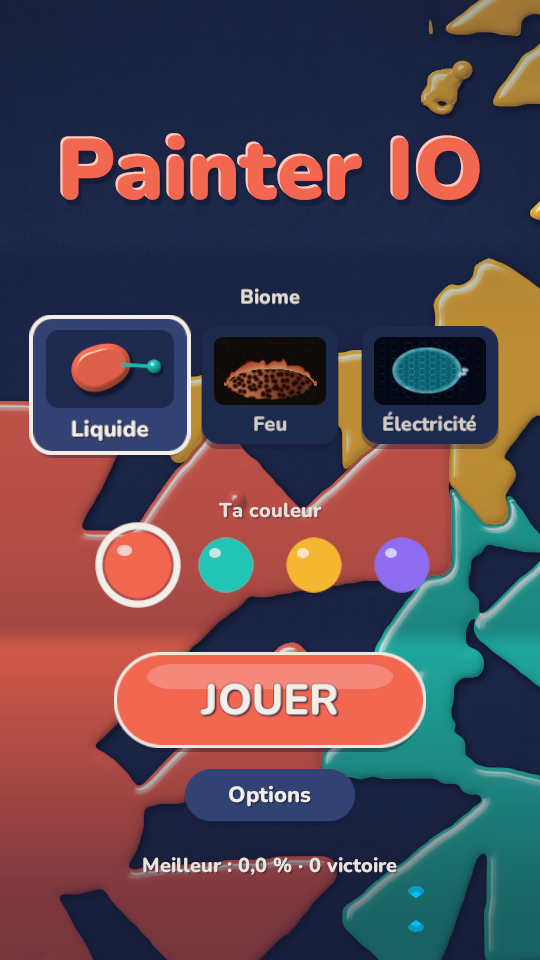 Painter IO
Biome
Liquide
Feu
Électricité
Ta couleur
JOUER
Options
Meilleur : 0,0 % · 0 victoire